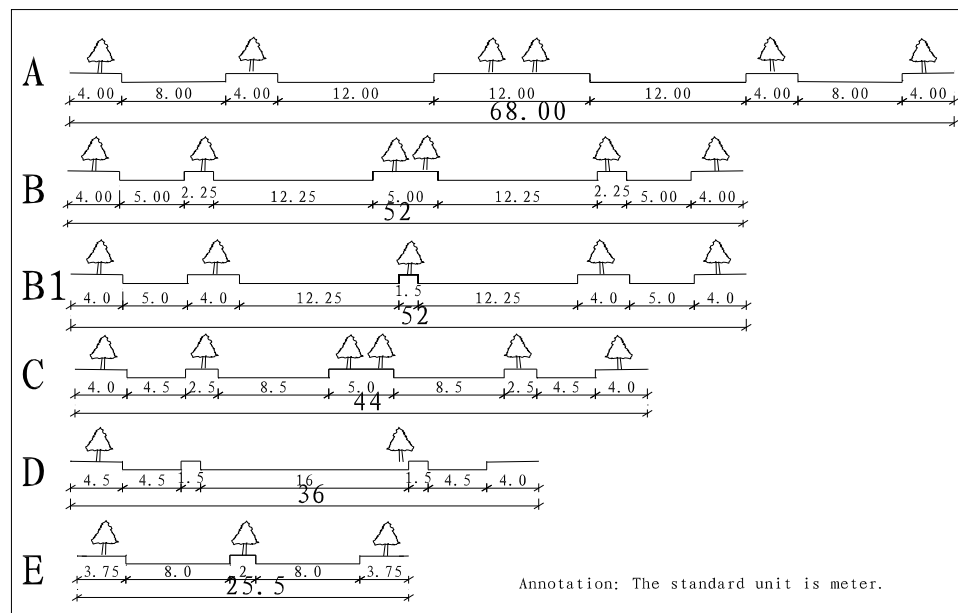 A
4.00 8.00 4.00 12.00 12.00 12.00 4.00 8.00 4.00
68.00
B
4.00 5.00 2.25 12.25 5.00 12.25 2.25 5.00 4.00
52
B1
4.0 5.0 4.0 12.25 1.5 12.25 4.0 5.0 4.0
52
C
4.0 4.5 2.5 8.5 5.0 8.5 2.5 4.5 4.0
44
D
4.5 4.5 1.5 16 1.5 4.5 4.0
36
E
3.75 8.0 2 8.0 3.75
25.5
Annotation: The standard unit is meter.